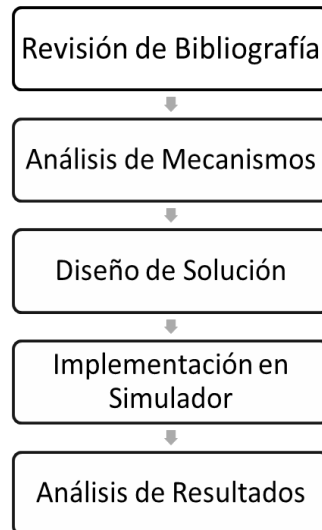 Revisión de Bibliografía
Análisis de Mecanismos
Diseño de Solución
Implementación en
Simulador
Análisis de Resultados